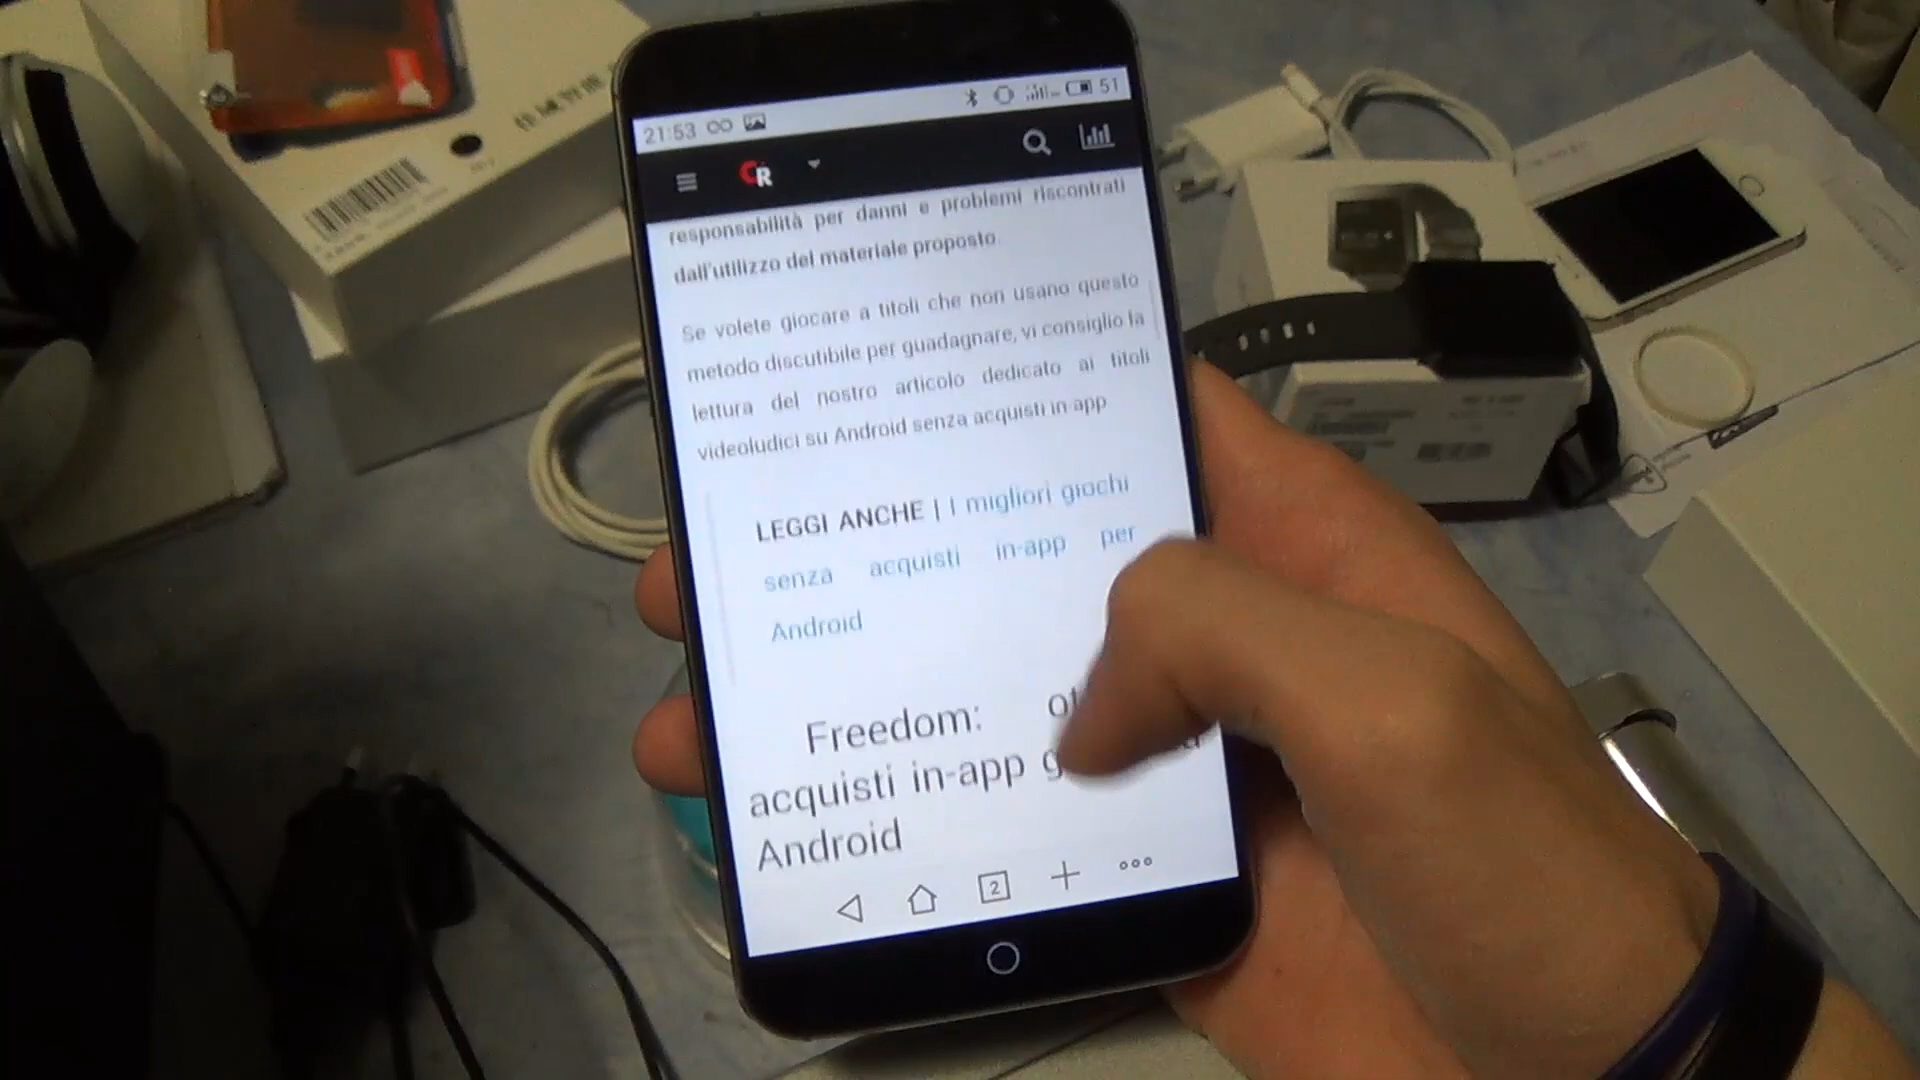 21:53
51
CR
responsabilità per danni e problemi riscontrati
dall'utilizzo del materiale proposto.
Se volete giocare a titoli che non usano questo
metodo discutibile per guadagnare, vi consiglio la
lettura del nostro articolo dedicato ai titoli
videoludici su Android senza acquisti in-app
LEGGI ANCHE | I migliori giochi
senza acquisti in-app per
Android
Freedom:
acquisti in-app
Android
2